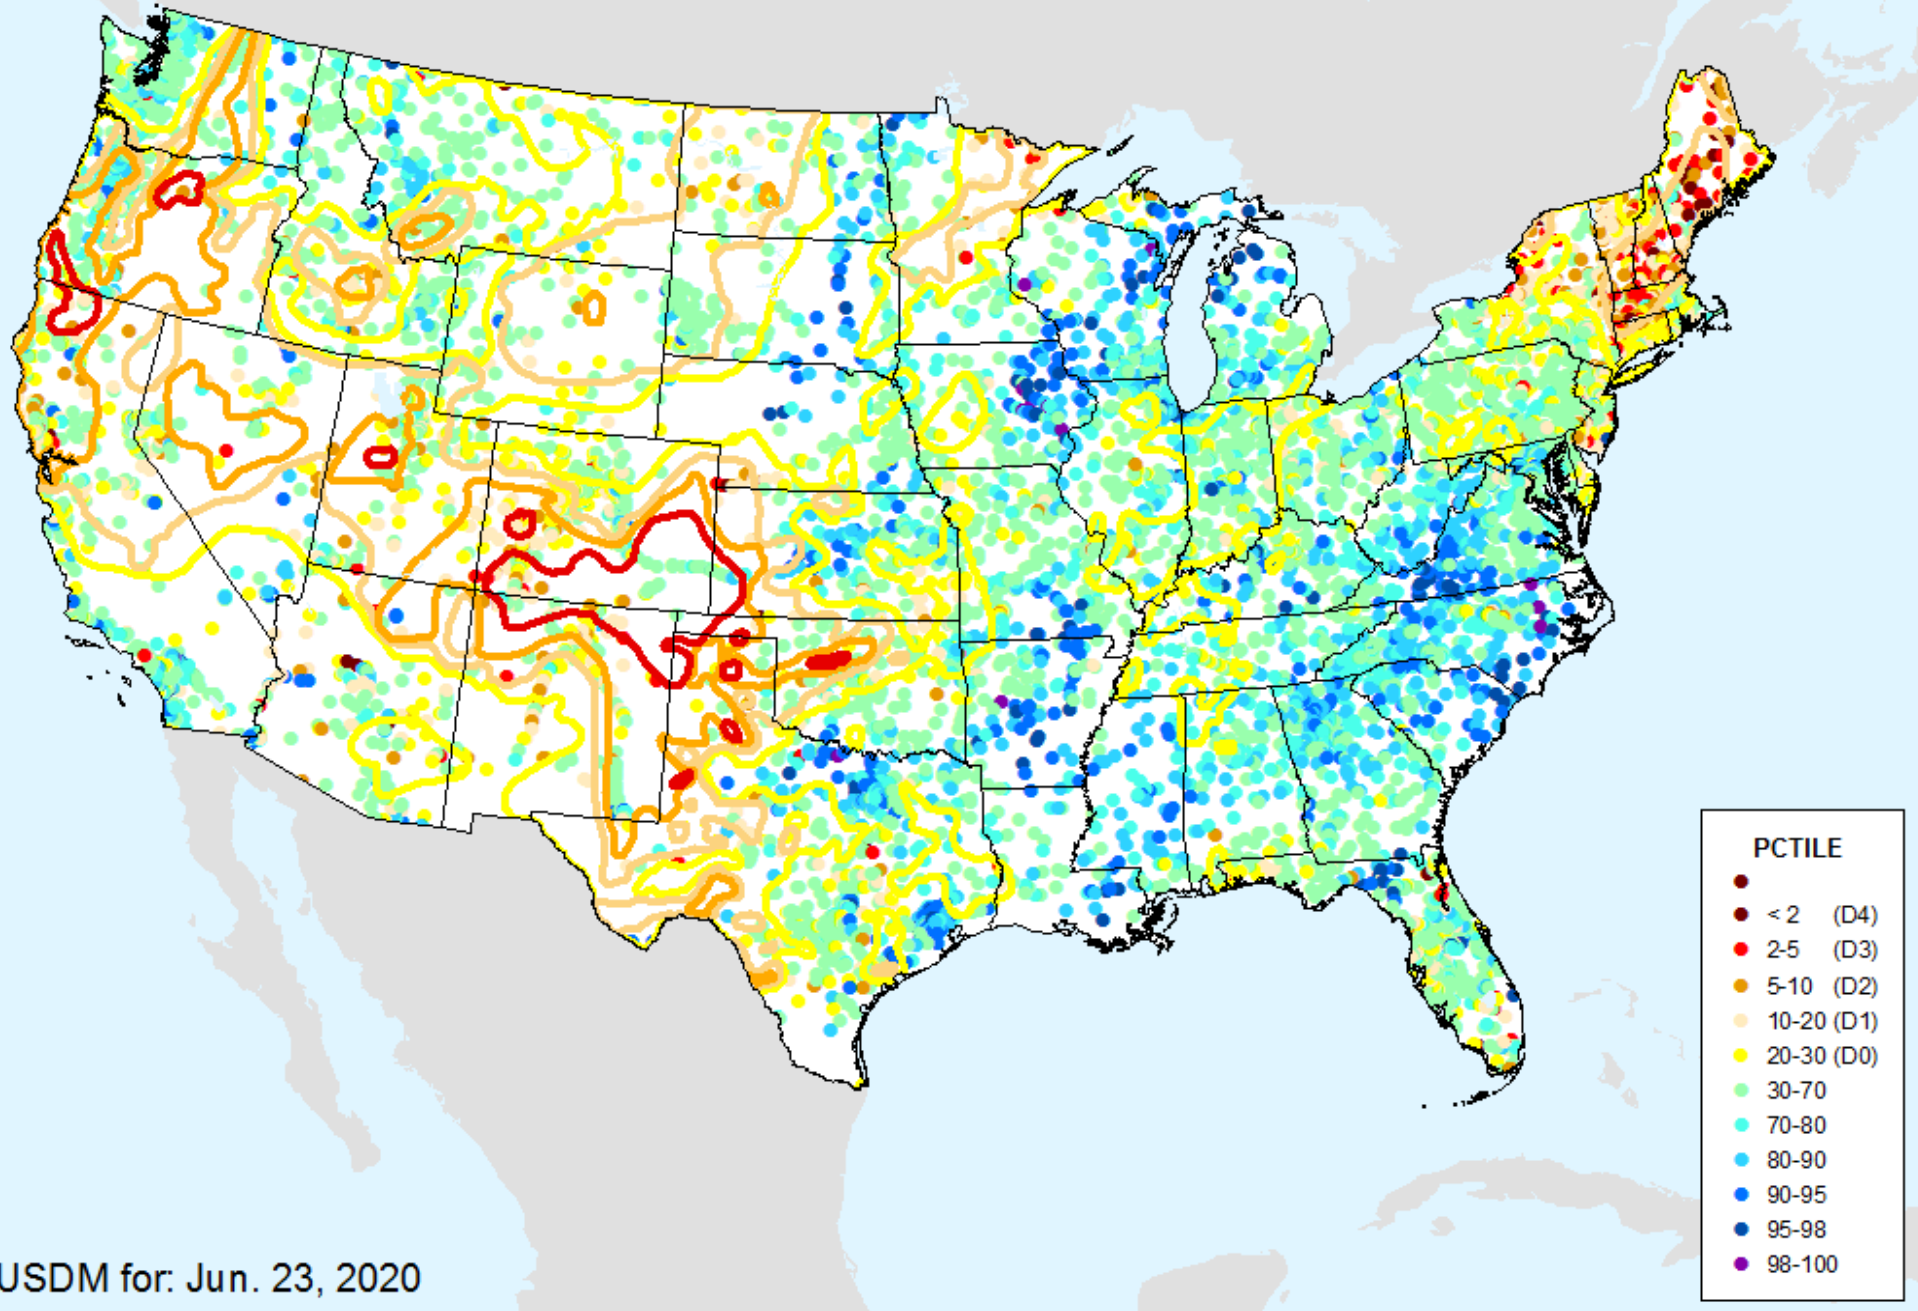 PCTILE
< 2 (D4)
2-5 (D3)
5-10 (D2)
10-20 (D1)
20-30 (D0)
30-70
70-80
80-90
90-95
95-98
98-100
USDM for: Jun. 23, 2020